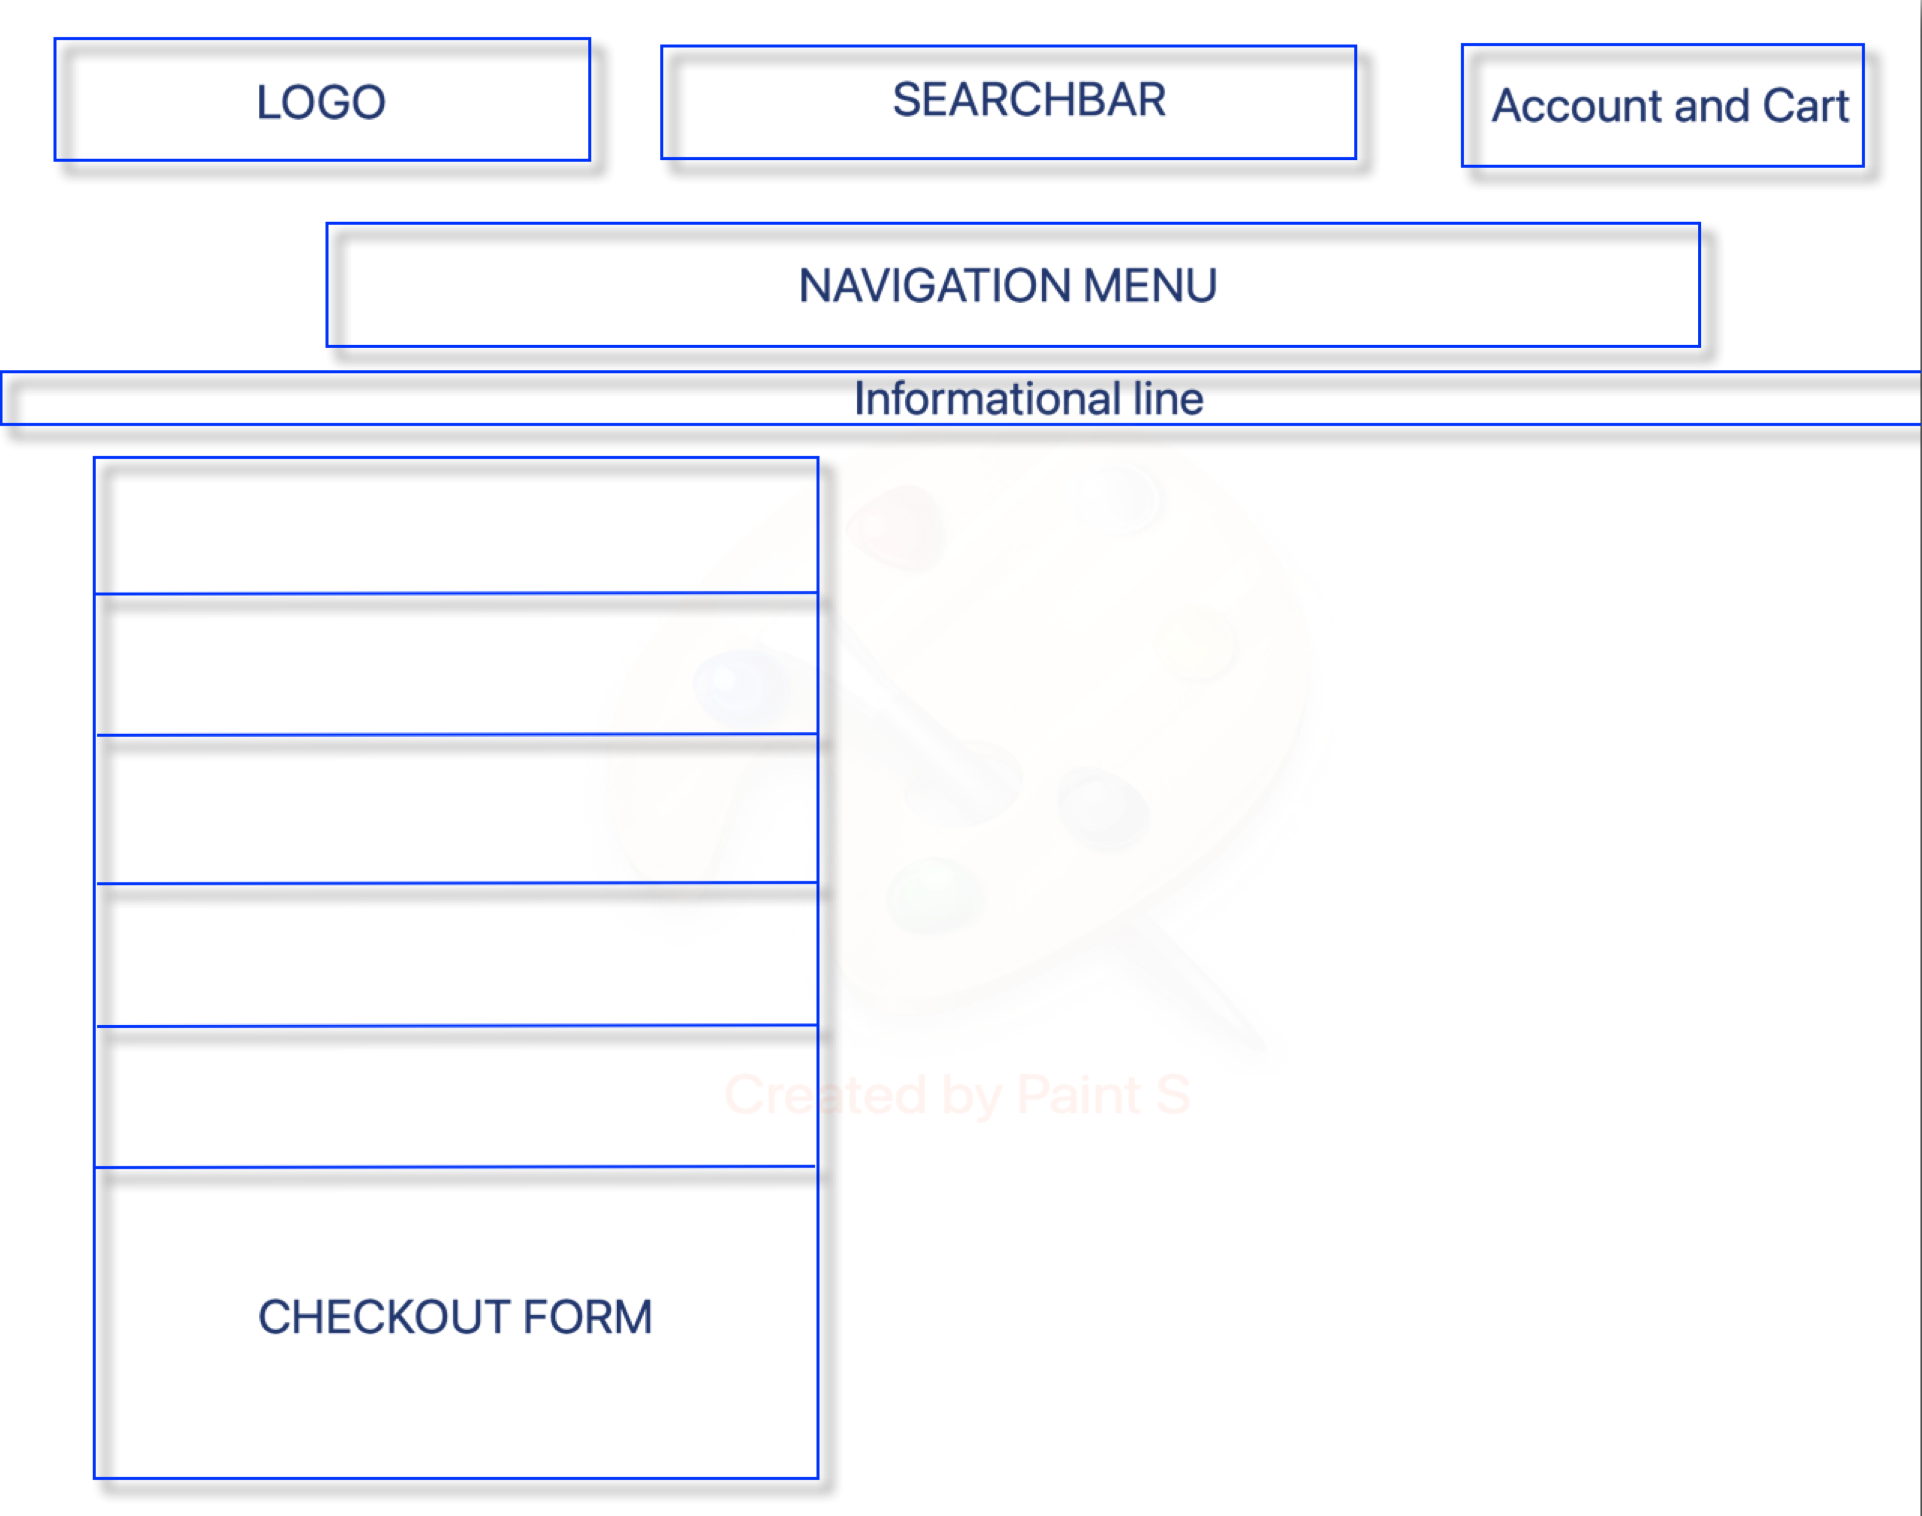 LOGO
SEARCHBAR
Account and Cart
NAVIGATION MENU
Informational line
Created by Paint S
CHECKOUT FORM